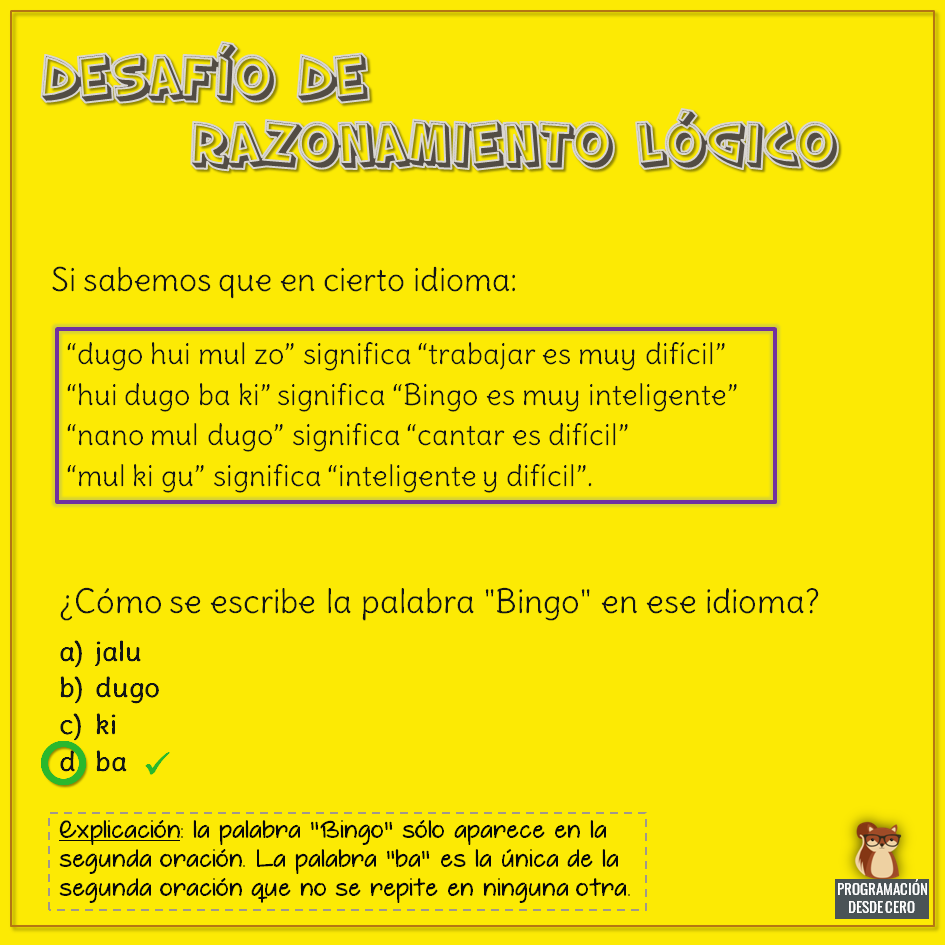 DESAFÍO DE
RAZONAMIENTO LÓGICO
Si sabemos que en cierto idioma:
“dugo hui mul zo” significa “trabajar es muy difícil”
“hui dugo ba ki” significa “Bingo es muy inteligente”
“nano mul dugo” significa “cantar es difícil”
“mul ki gu” significa “inteligente y difícil”.
¿Cómo se escribe la palabra "Bingo" en ese idioma?
a) jalu
b) dugo
c) ki
d ba ✓
Explicación: la palabra "Bingo" sólo aparece en la
segunda oración. La palabra "ba" es la única de la
segunda oración que no se repite en ninguna otra.
PROGRAMACIÓN
DESDE CERO